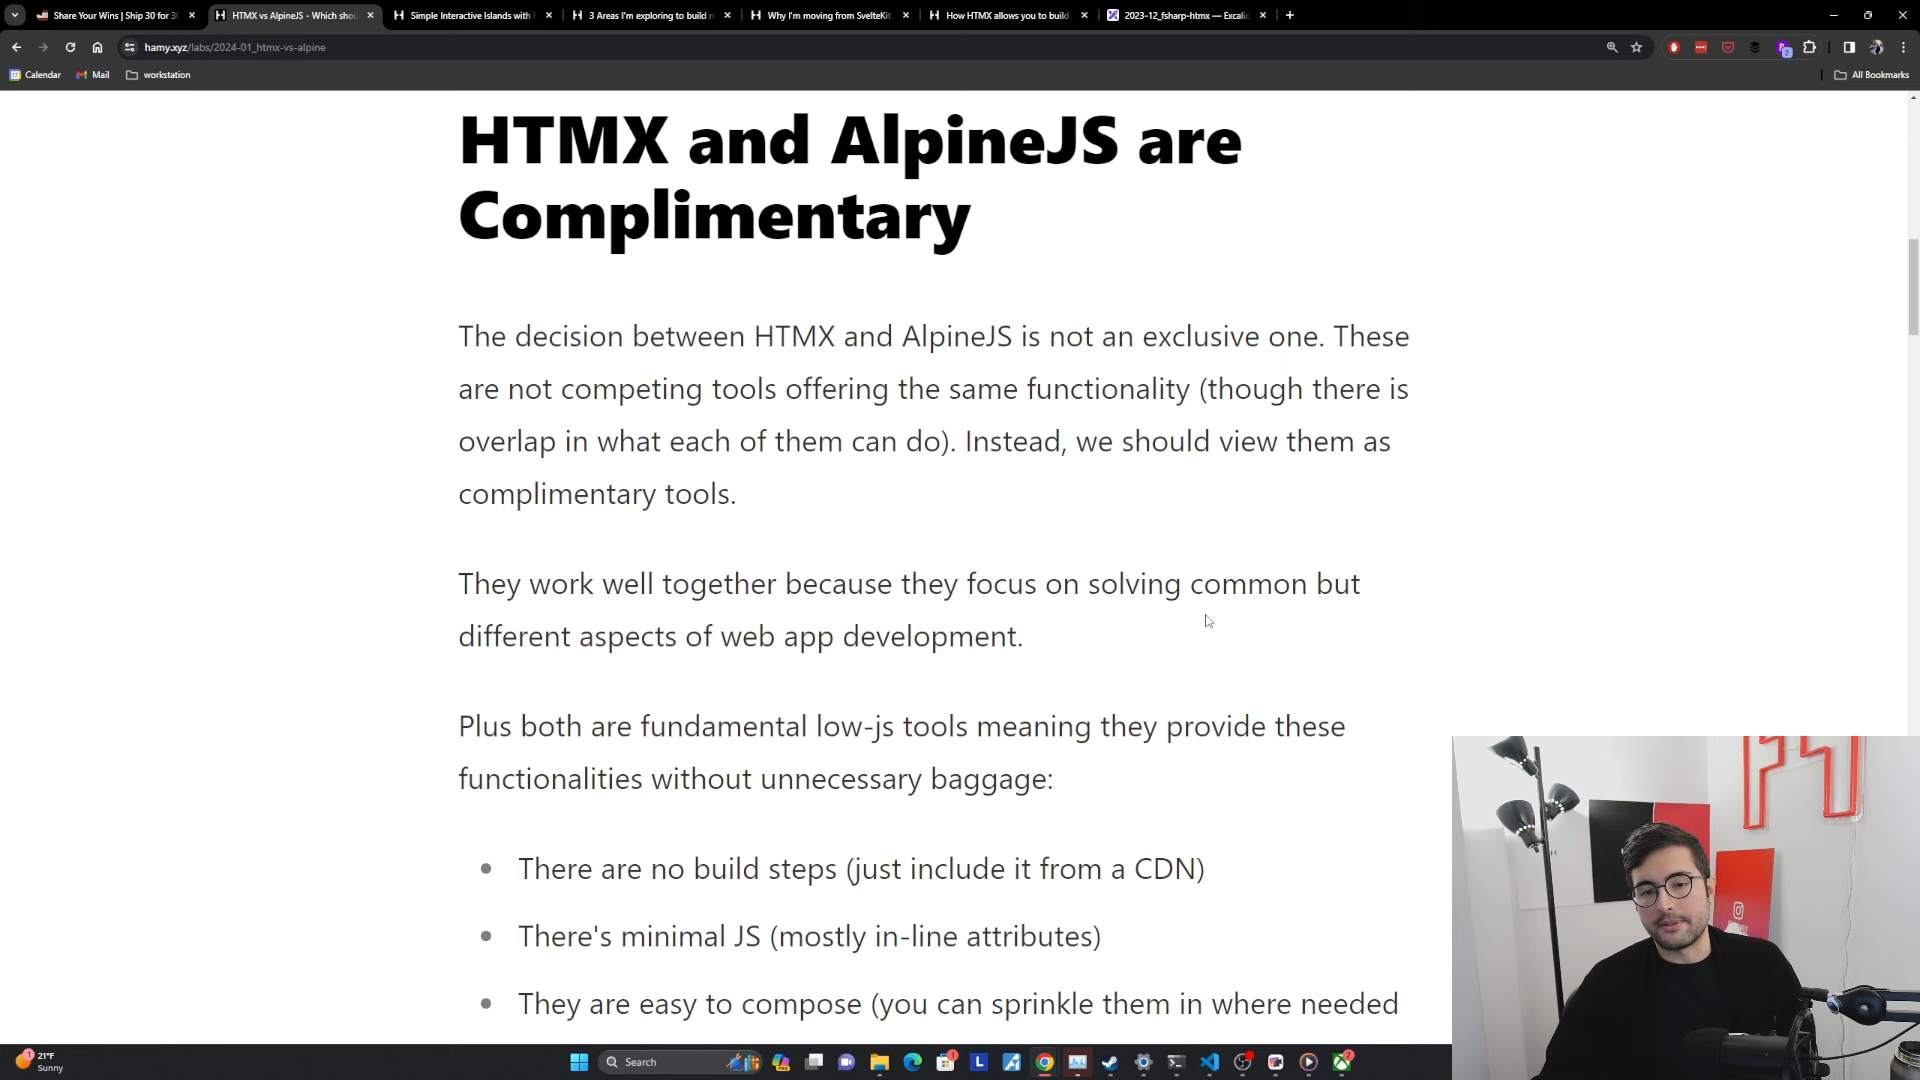 Share Your Wins | Ship 30 for 3
HTMX vs AlpineJS - Which shou
Simple Interactive Islands with F
3 Areas I'm exploring to build m
Why I'm moving from SvelteKit
How HTMX allows you to build
2023-12_fsharp-htmx — Excali
hamy.xyz/labs/2024-01_htmx-vs-alpine
Calendar
Mail
workstation
All Bookmarks
HTMX and AlpineJS are
Complimentary
The decision between HTMX and AlpineJS is not an exclusive one. These
are not competing tools offering the same functionality (though there is
overlap in what each of them can do). Instead, we should view them as
complimentary tools.
They work well together because they focus on solving common but
different aspects of web app development.
Plus both are fundamental low-js tools meaning they provide these
functionalities without unnecessary baggage:
There are no build steps (just include it from a CDN)
There's minimal JS (mostly in-line attributes)
They are easy to compose (you can sprinkle them in where needed
21°F
Sunny
Search